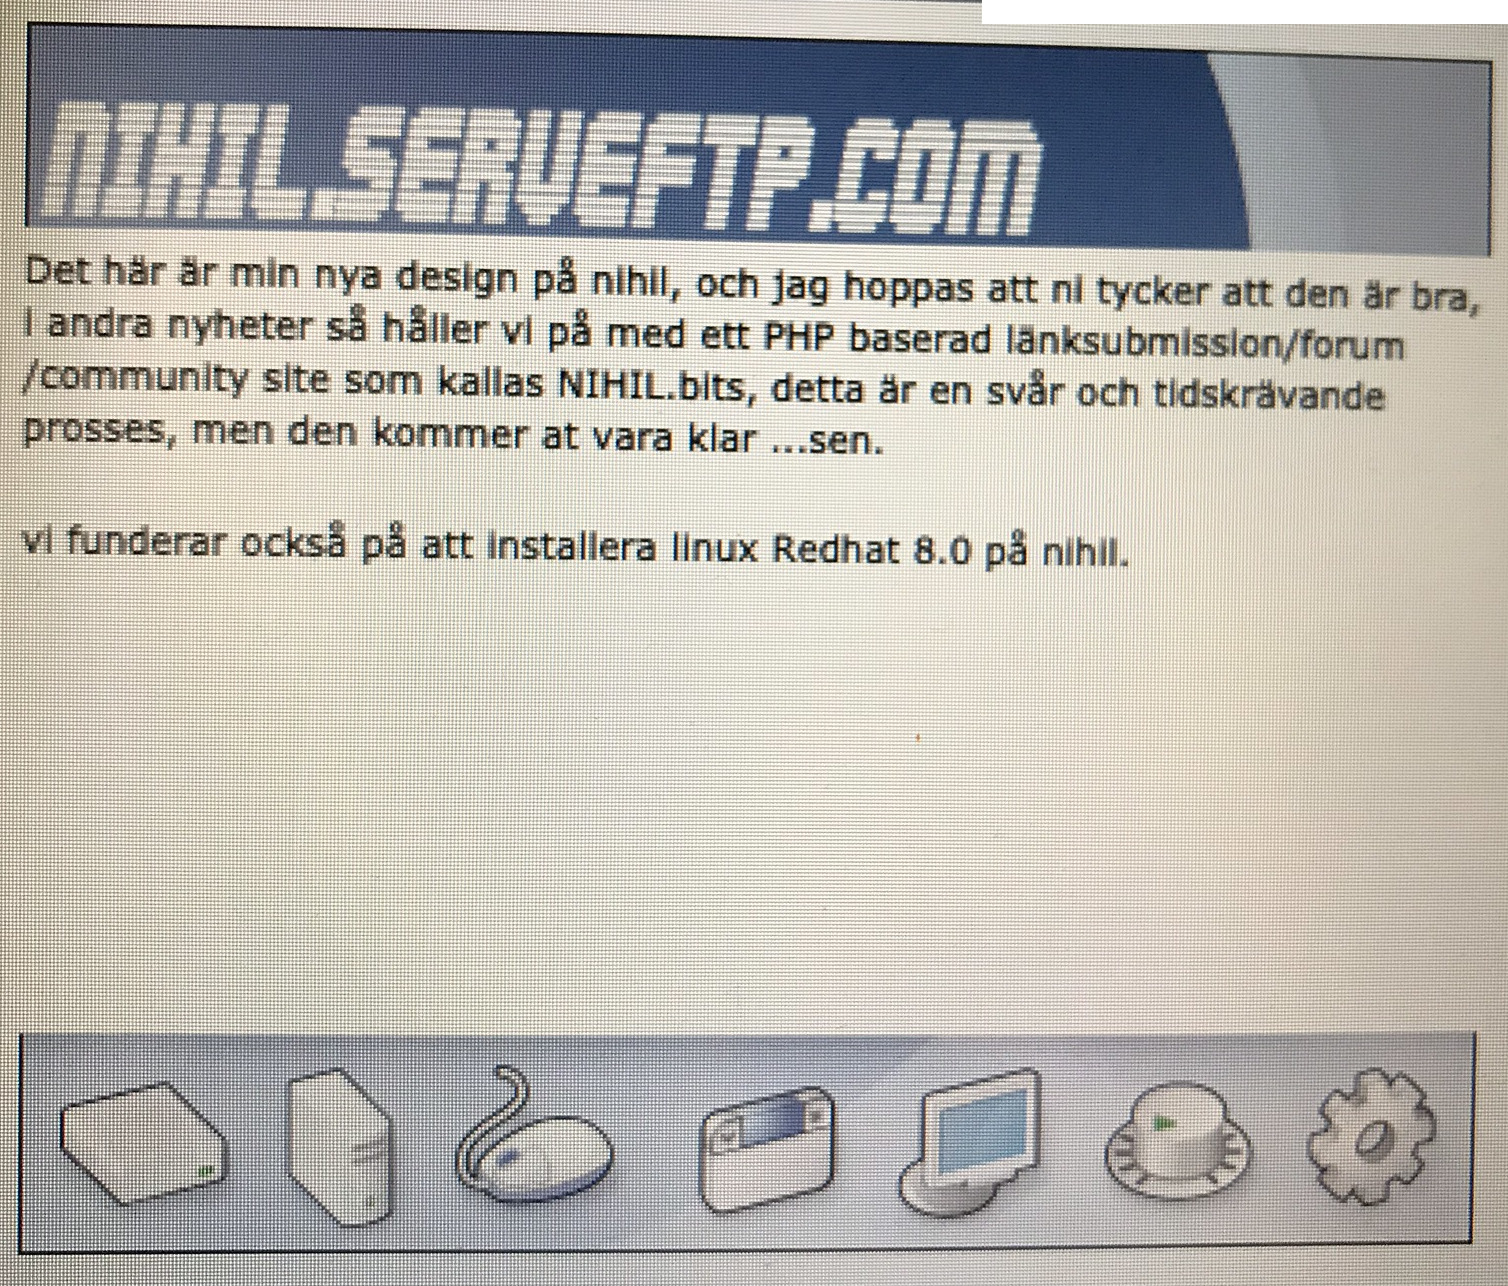 NIHIL.SERVEFTP.COM
Det här är min nya design på nihil, och jag hoppas att ni tycker att den är bra,
i andra nyheter så håller vi på med ett PHP baserad länksubmission/forum
/community site som kallas NIHIL.bits, detta är en svår och tidskrävande
prosses, men den kommer at vara klar ...sen.
vi funderar också på att installera linux Redhat 8.0 på nihil.